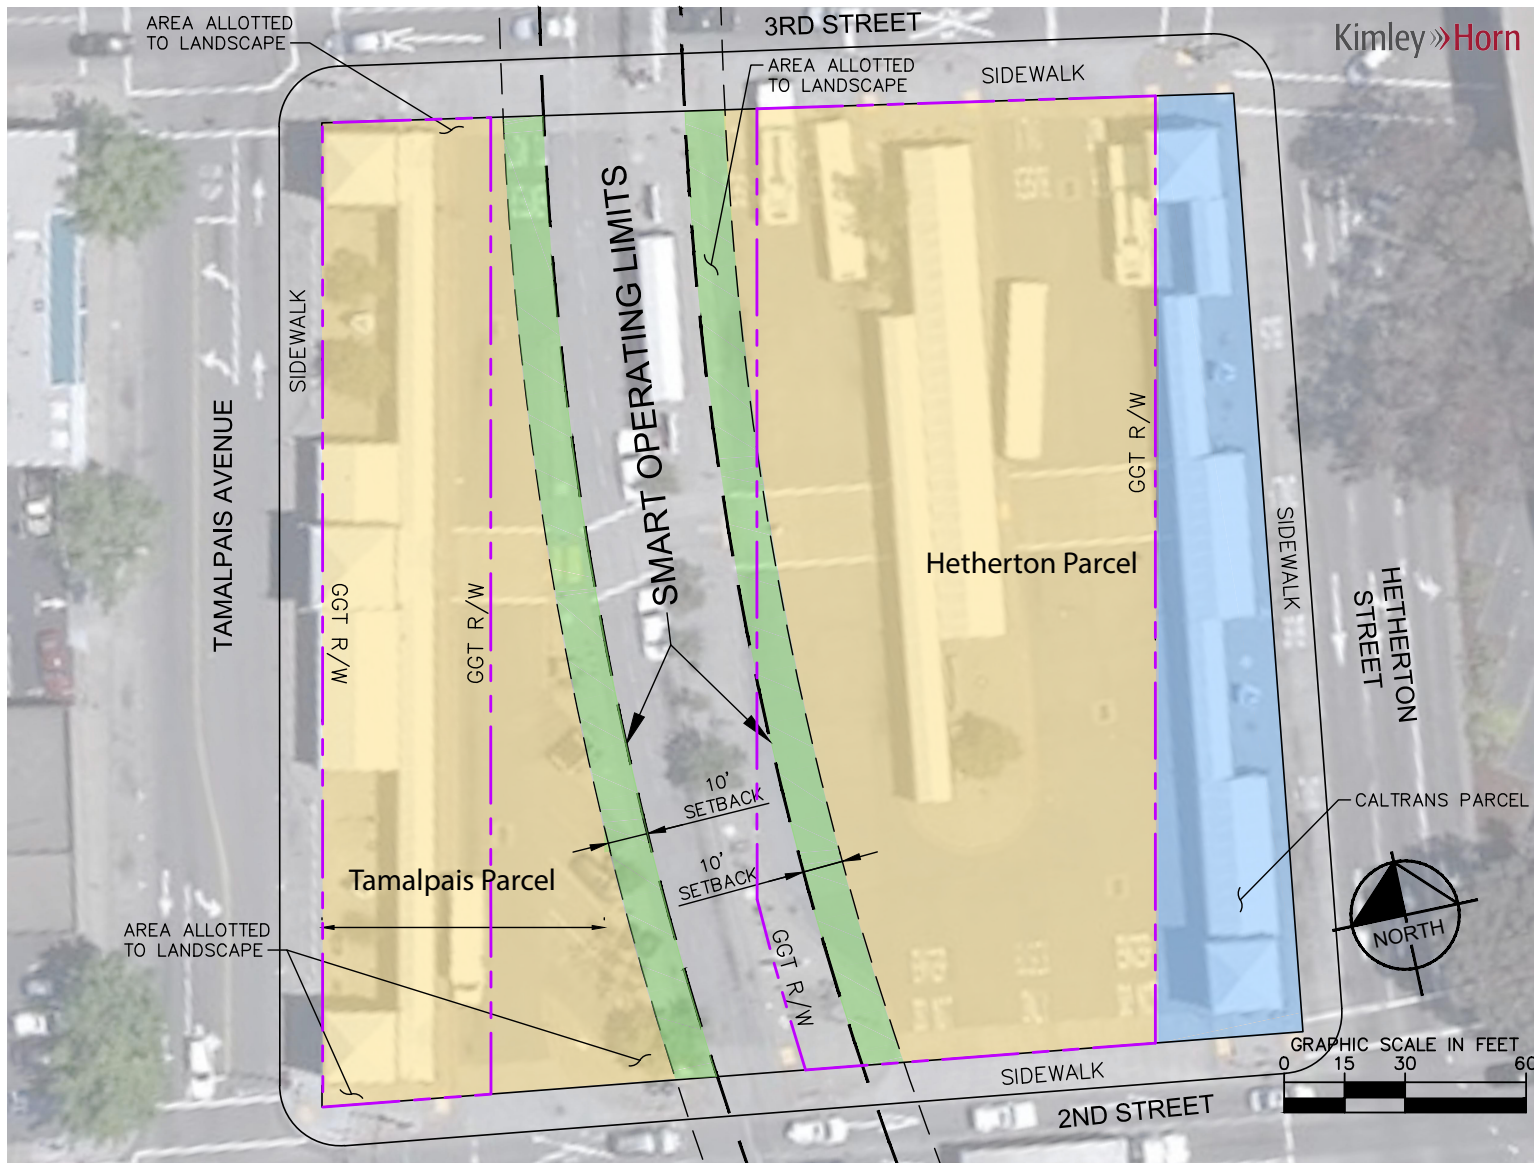 AREA ALLOTTED
TO LANDSCAPE
3RD STREET
Kimley»Horn
AREA ALLOTTED
TO LANDSCAPE
SIDEWALK
SMART OPERATING LIMITS
SIDEWALK
TAMALPAIS AVENUE
GGT R/W
GGT R/W
GGT R/W
Hetherton Parcel
SIDEWALK
HETHERTON
STREET
10'
SETBACK
10'
SETBACK
CALTRANS PARCEL
Tamalpais Parcel
AREA ALLOTTED
TO LANDSCAPE
GGT R/W
NORTH
GRAPHIC SCALE IN FEET
0 15 30 60
SIDEWALK
2ND STREET